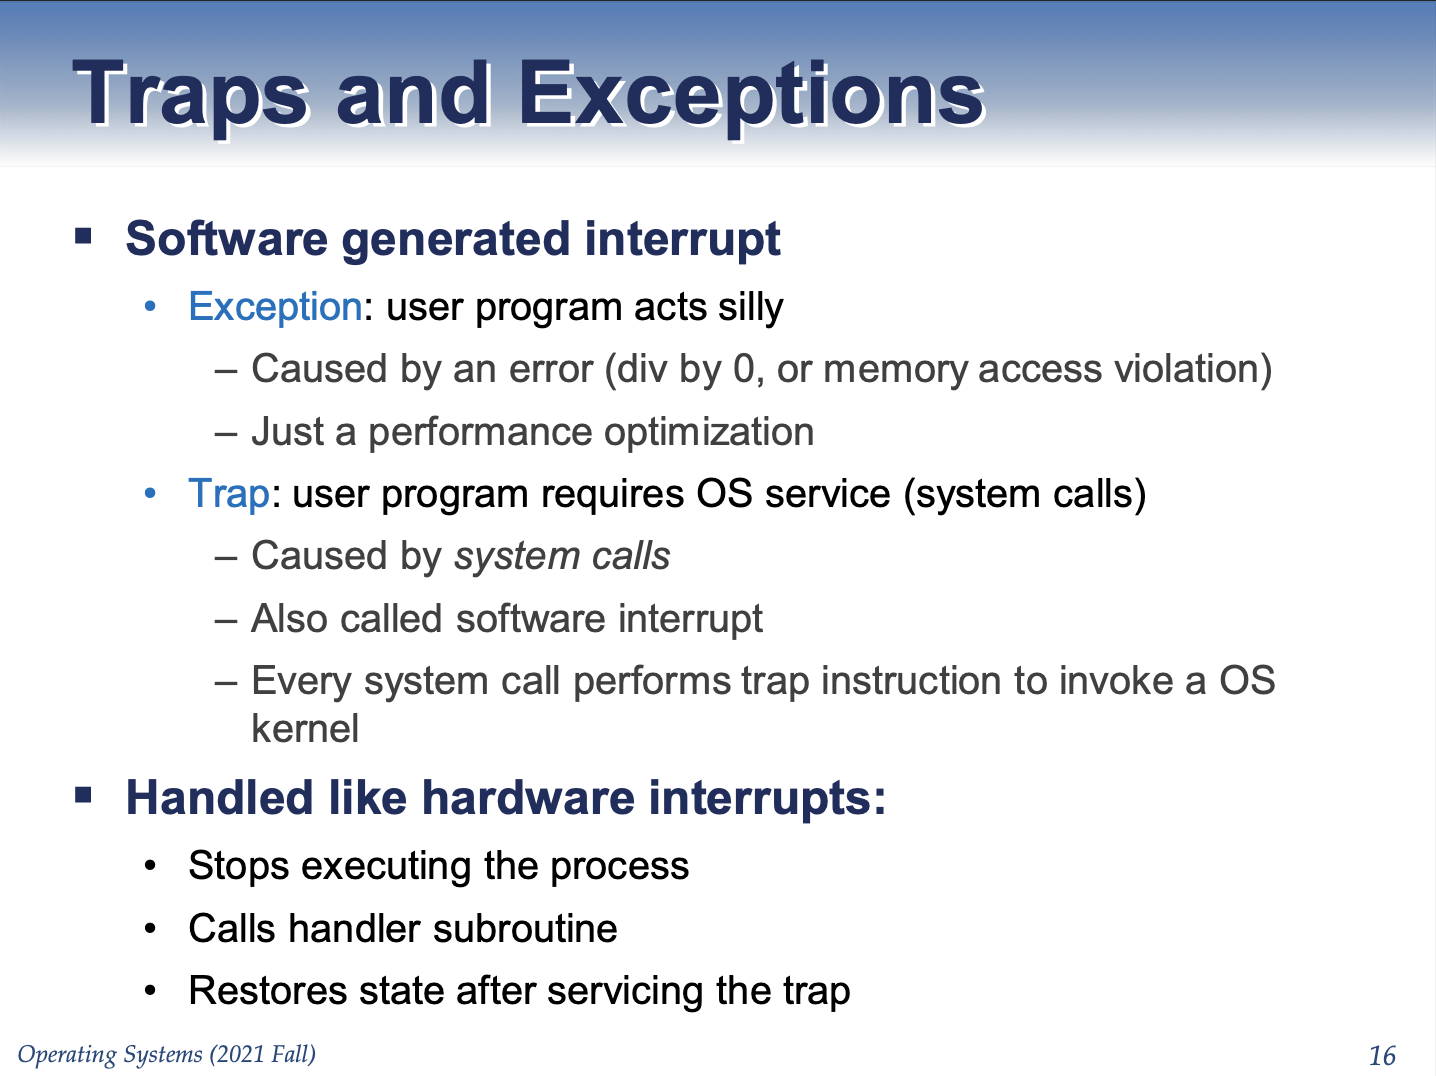 Traps and Exceptions
▪ Software generated interrupt
• Exception: user program acts silly
– Caused by an error (div by 0, or memory access violation)
– Just a performance optimization
• Trap: user program requires OS service (system calls)
– Caused by system calls
– Also called software interrupt
– Every system call performs trap instruction to invoke a OS
kernel
▪ Handled like hardware interrupts:
• Stops executing the process
• Calls handler subroutine
• Restores state after servicing the trap
Operating Systems (2021 Fall)
16